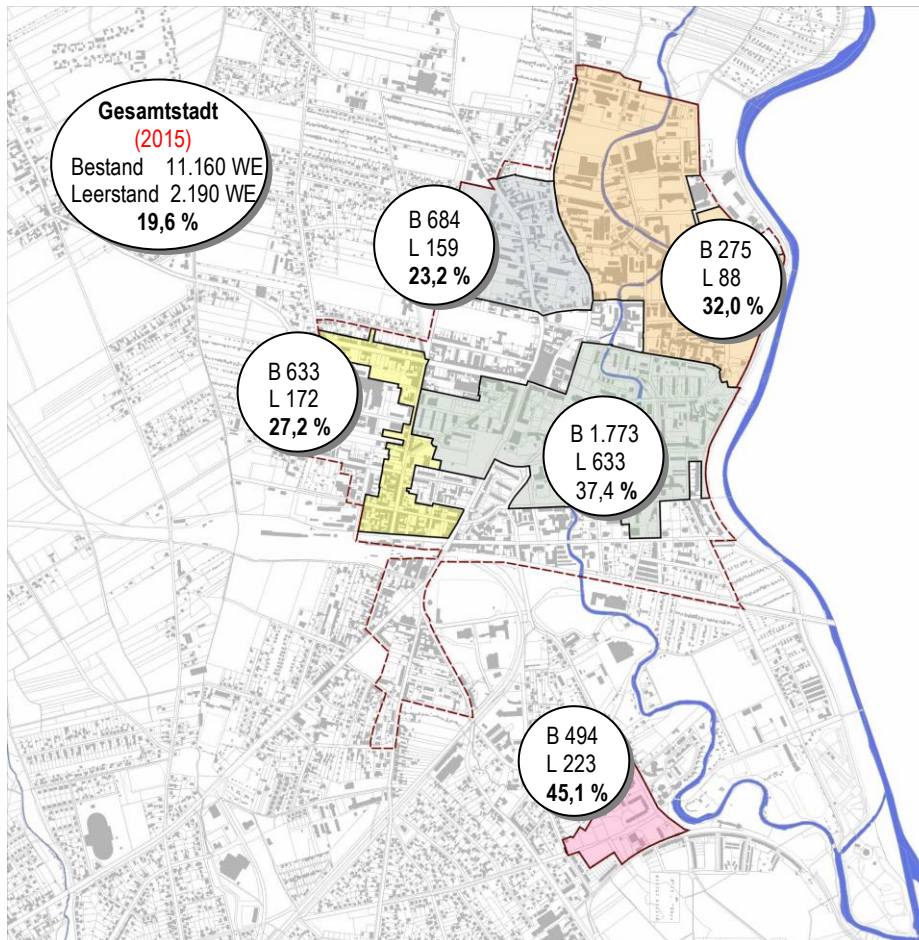 Gesamtstadt
(2015)
Bestand 11.160 WE
Leerstand 2.190 WE
19,6 %
B 684
L 159
23,2 %
B 275
L 88
32,0 %
B 633
L 172
27,2 %
B 1.773
L 633
37,4 %
B 494
L 223
45,1 %